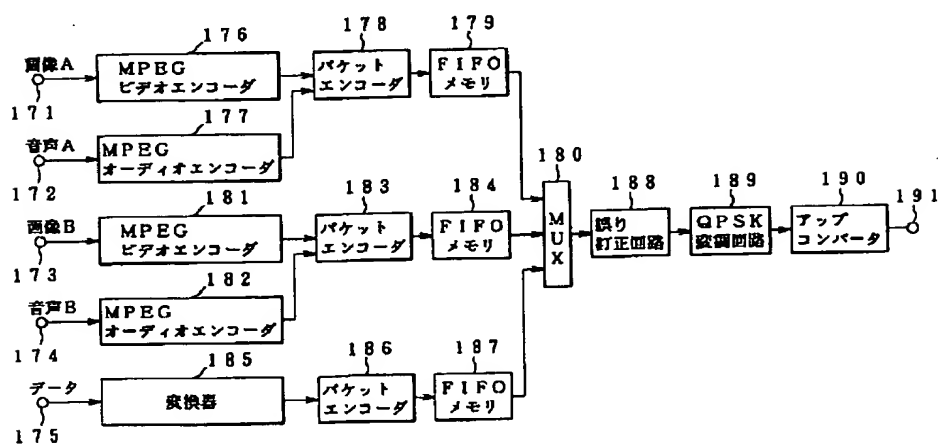 176
178
179
画像A
MPEG
ビデオエンコーダ
パケット
エンコーダ
FIFO
メモリ
171
177
音声A
MPEG
オーディオエンコーダ
172
180
181
183
184
188
189
190
191
画像B
MPEG
ビデオエンコーダ
パケット
エンコーダ
FIFO
メモリ
MUX
誤り
訂正回路
QPSK
変調回路
アップ
コンバータ
173
182
音声B
MPEG
オーディオエンコーダ
174
185
186
187
データ
変換器
パケット
エンコーダ
FIFO
メモリ
175